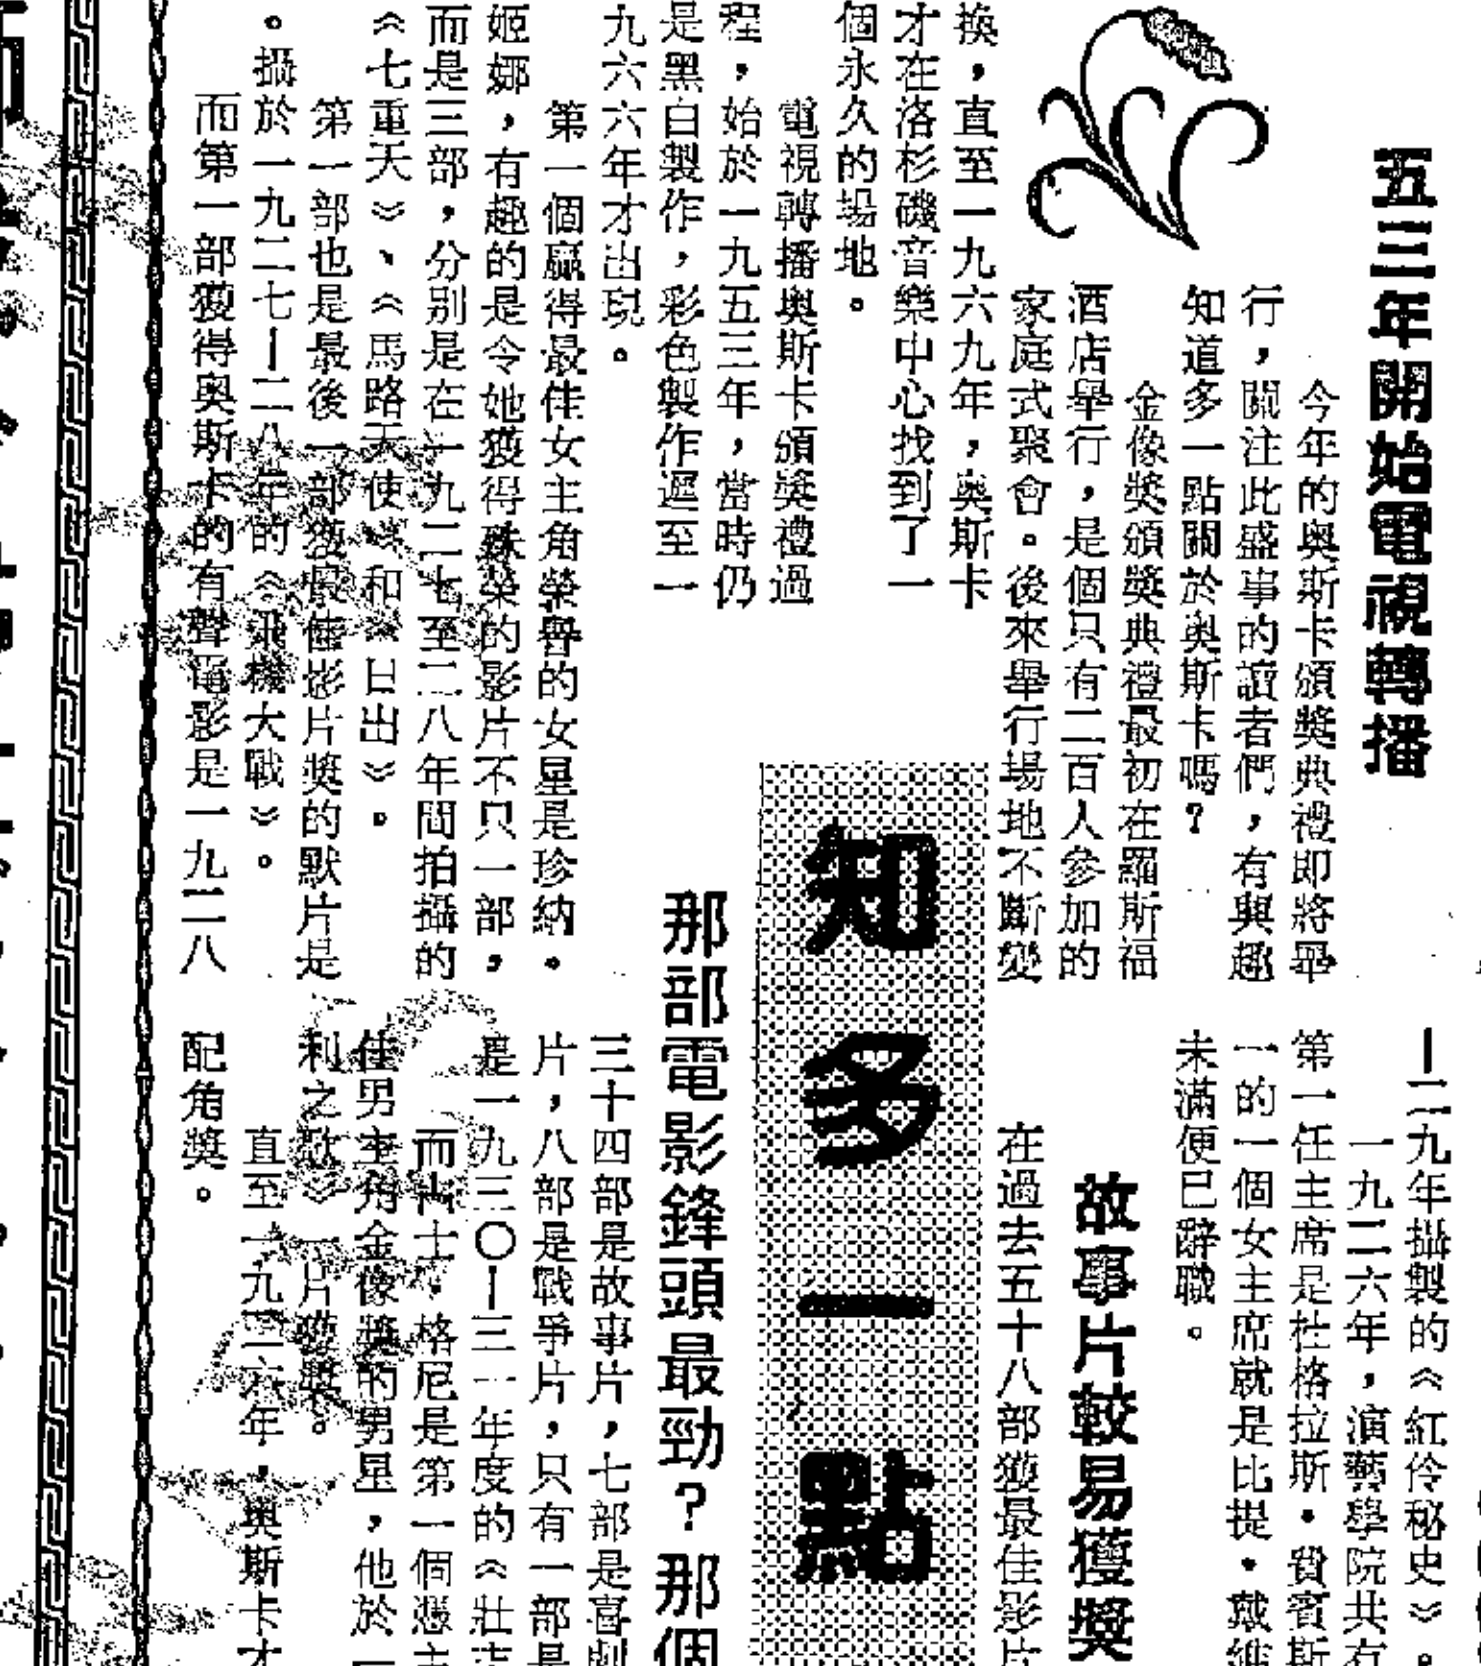 五三年開始電視轉播
今年的奧斯卡頒獎典禮即將舉
行，關注此盛事的讀者們，有興趣
知道多一點關於奧斯卡嗎？
金像獎頒獎典禮最初在羅斯福
酒店舉行，是個只有二百人參加的
家庭式聚會。後來舉行場地不斷變
換，直至一九六九年，奧斯卡
才在洛杉磯音樂中心找到了一
個永久的場地。
電視轉播奧斯卡頒獎禮過
程，始於一九五三年，當時仍
是黑白製作，彩色製作遲至一
九六六年才出現。
第一個贏得最佳女主角榮譽的女星是珍納。
姬娜，有趣的是令她獲得殊榮的影片不只一部，
而是三部，分別是在一九二七至二八年間拍攝的
《七重天》、《馬路天使》和《日出》。
第一部也是最後一部獲最佳影片獎的默片是
攝於一九二七—二八年的《飛機大戰》。
而第一部獲得奧斯卡的有聲電影是一九二八
知多一點
那部電影鋒頭最勁？那個
—二九年攝製的《紅伶秘史》。
一九二六年，演藝學院共有
第一任主席是杜格拉斯・費賓斯
一的一個女主席就是比提・戴維
未滿便已辭職。
故事片較易獲獎
在過去五十八部獲最佳影片
三十四部是故事片，七部是喜劇
片，八部是戰爭片，只有一部是
是一九三〇—三一年度的《壯志
而占士・格尼是第一個憑主
佳男主角金像獎的男星，他於一
利之歌》一片獲獎。
直至一九三六年，奧斯卡才
配角獎。